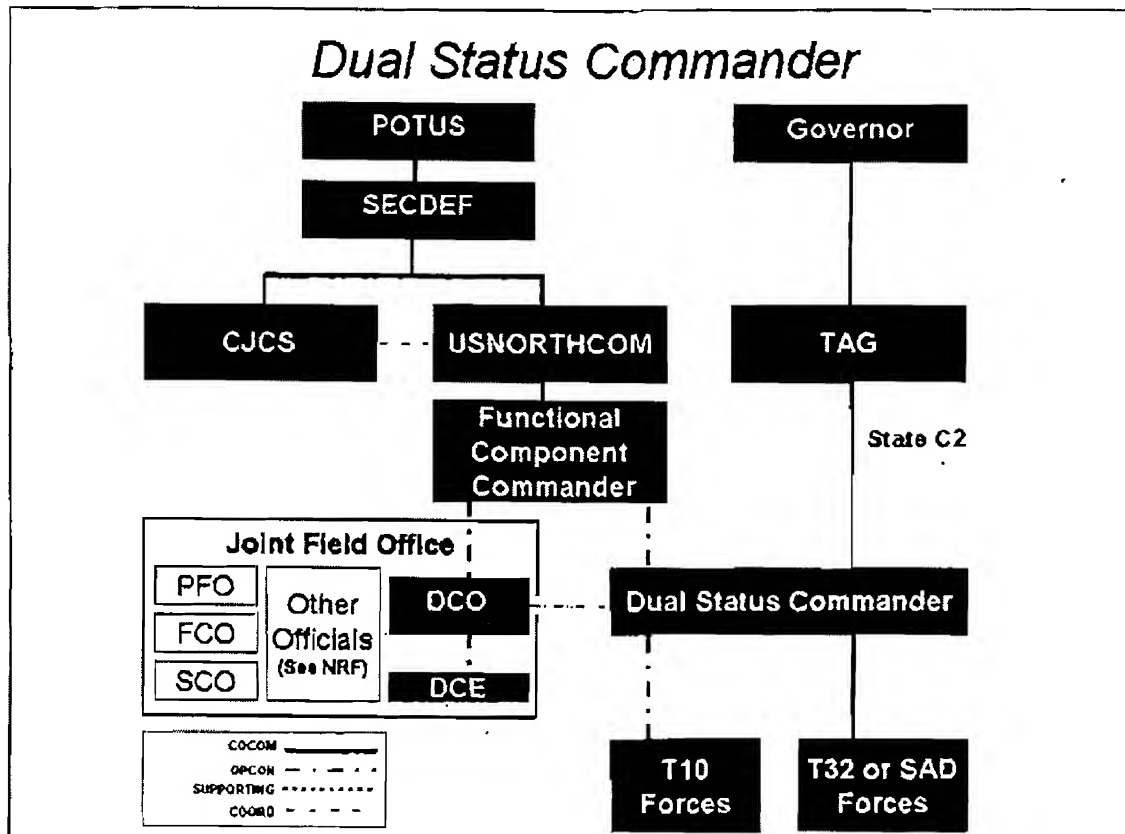 Dual Status Commander
POTUS
Governor
SECDEF
CJCS
USNORTHCOM
TAG
Functional
Component
Commander
State C2
Joint Field Office
PFO
FCO
SCO
Other
Officials
(See NRF)
DCO
DCE
Dual Status Commander
T10
Forces
T32 or SAD
Forces
COCOM
OPCON
SUPPORTING
COORD